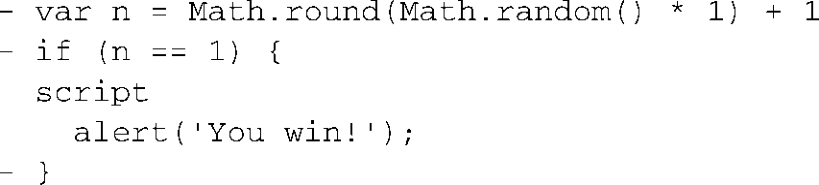 - var n = Math.round(Math.random() * 1) + 1
- if (n == 1) {
  script
    alert('You win!');
- }